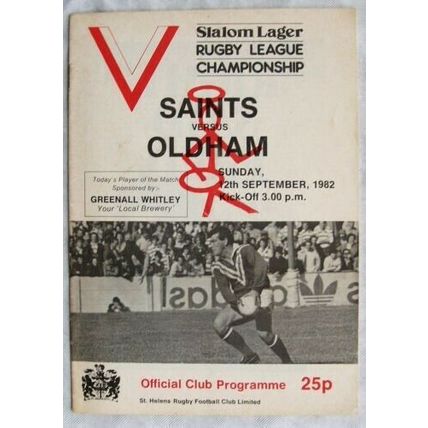 Slalom Lager
RUGBY LEAGUE
CHAMPIONSHIP
SAINTS
VERSUS
OLDHAM
SUNDAY,
12th SEPTEMBER, 1982
Kick-Off 3.00 p.m.
Today's Player of the Match
Sponsored by:-
GREENALL WHITLEY
Your 'Local Brewery'
adidas
Official Club Programme 25p
St. Helens Rugby Football Club Limited